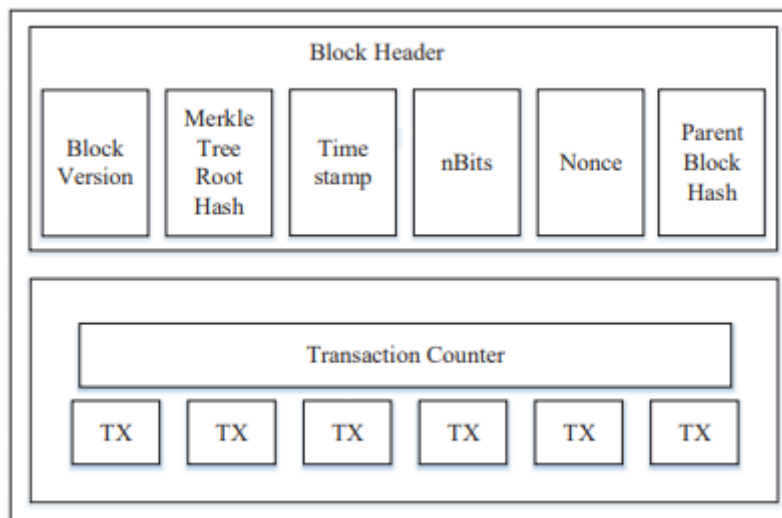 Block Header
Block
Version
Merkle
Tree
Root
Hash
Time
stamp
nBits
Nonce
Parent
Block
Hash
Transaction Counter
TX
TX
TX
TX
TX
TX